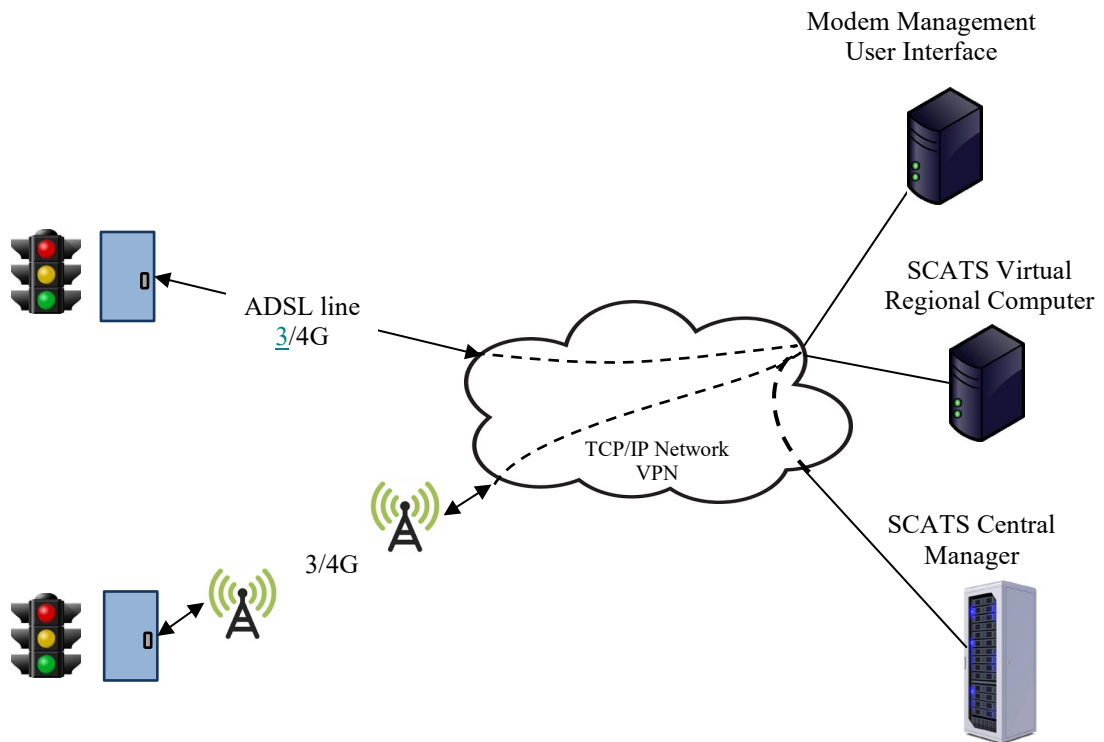 Modem Management
User Interface
SCATS Virtual
Regional Computer
ADSL line
3/4G
TCP/IP Network
VPN
SCATS Central
Manager
3/4G